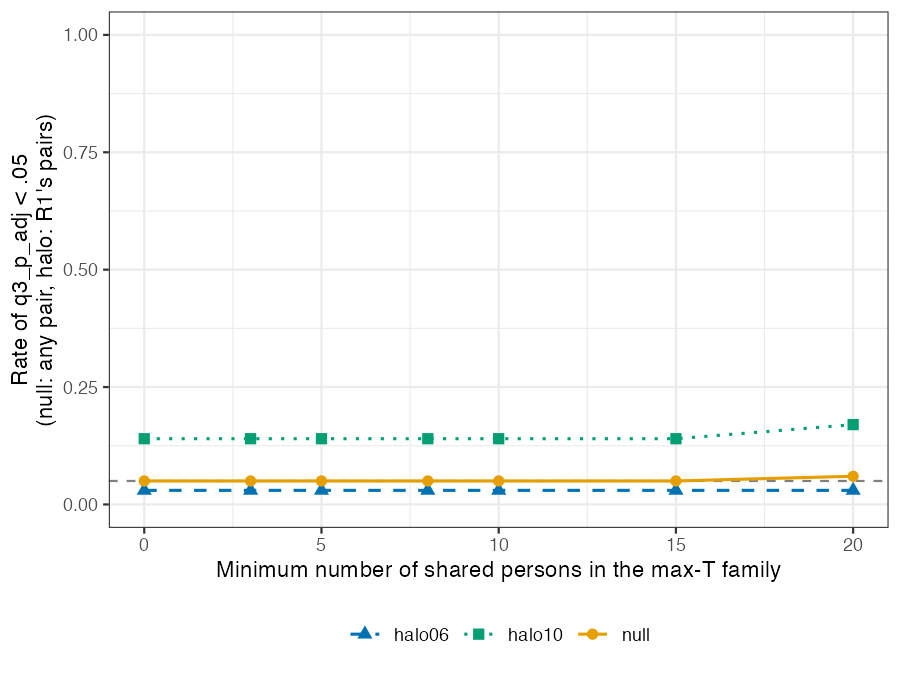 Rate of q3_p_adj < .05
(null: any pair, halo: R1's pairs)
1.00
0.75
0.50
0.25
0.00
0 5 10 15 20
Minimum number of shared persons in the max-T family
halo06 halo10 null